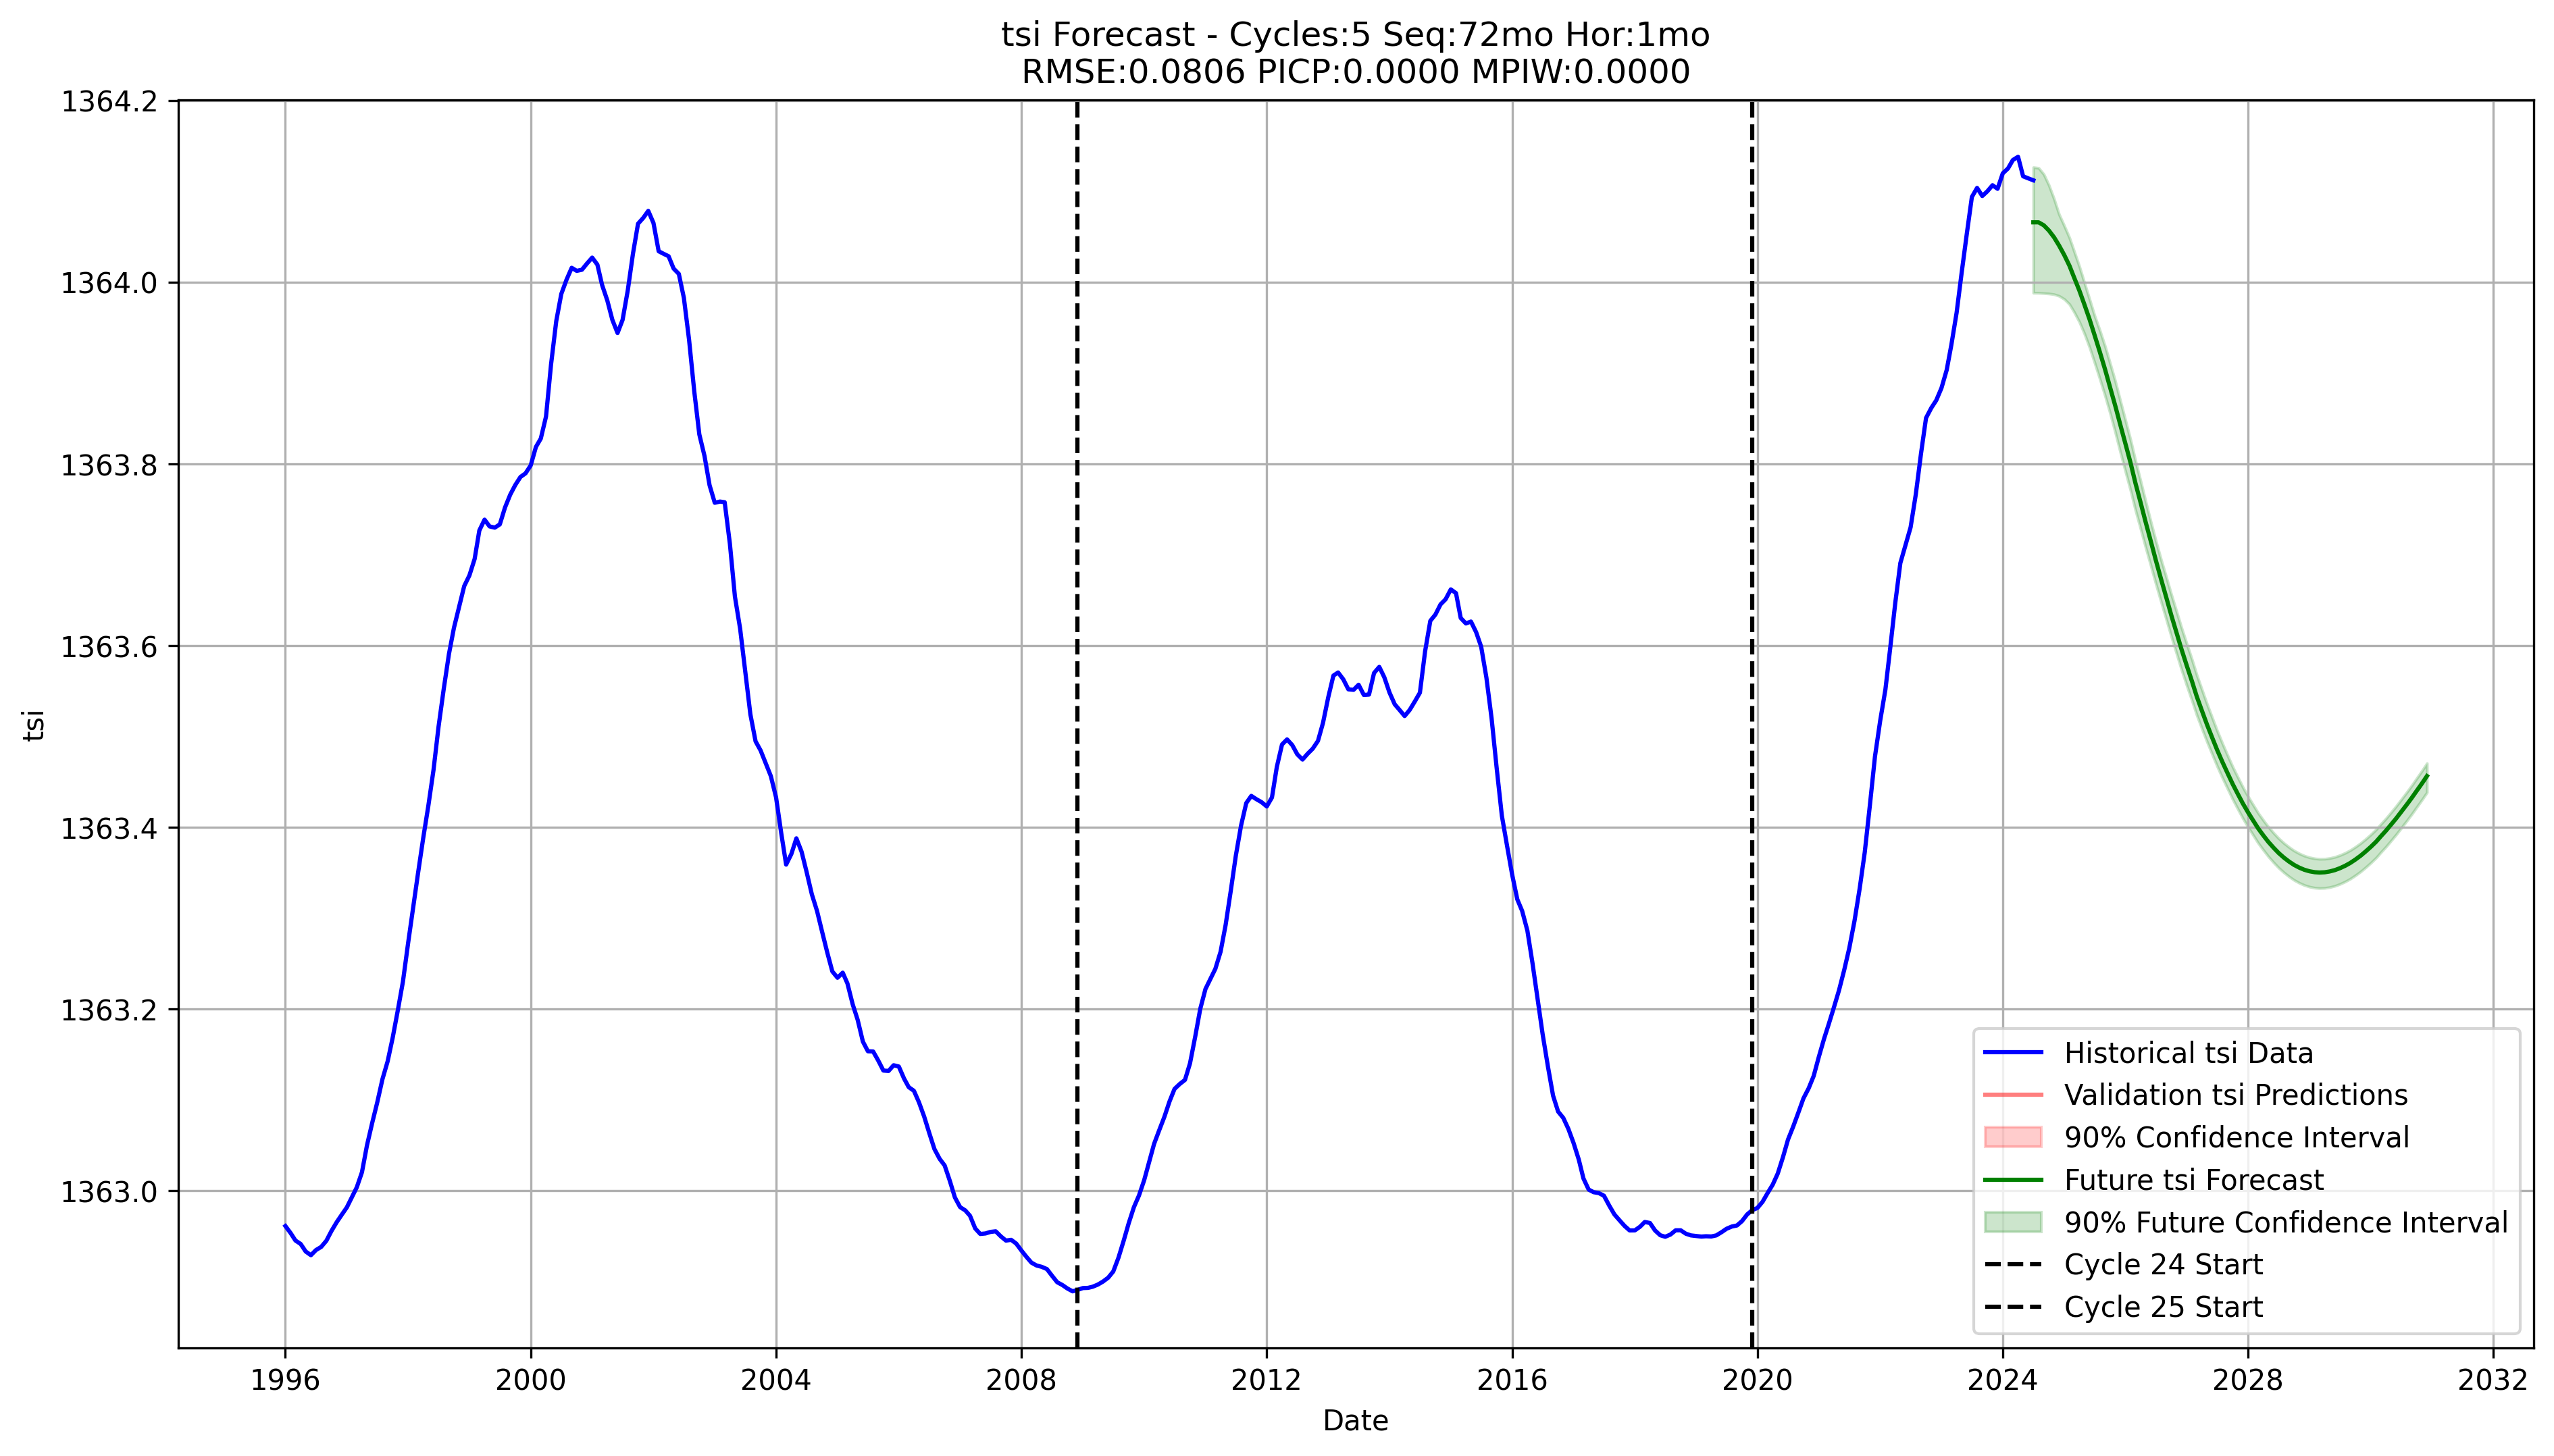 tsi Forecast - Cycles:5 Seq:72mo Hor:1mo
RMSE:0.0806 PICP:0.0000 MPIW:0.0000
1364.2
1364.0
1363.8
1363.6
1363.4
1363.2
1363.0
tsi
1996
2000
2004
2008
2012
2016
2020
2024
2028
2032
Date
Historical tsi Data
Validation tsi Predictions
90% Confidence Interval
Future tsi Forecast
90% Future Confidence Interval
Cycle 24 Start
Cycle 25 Start